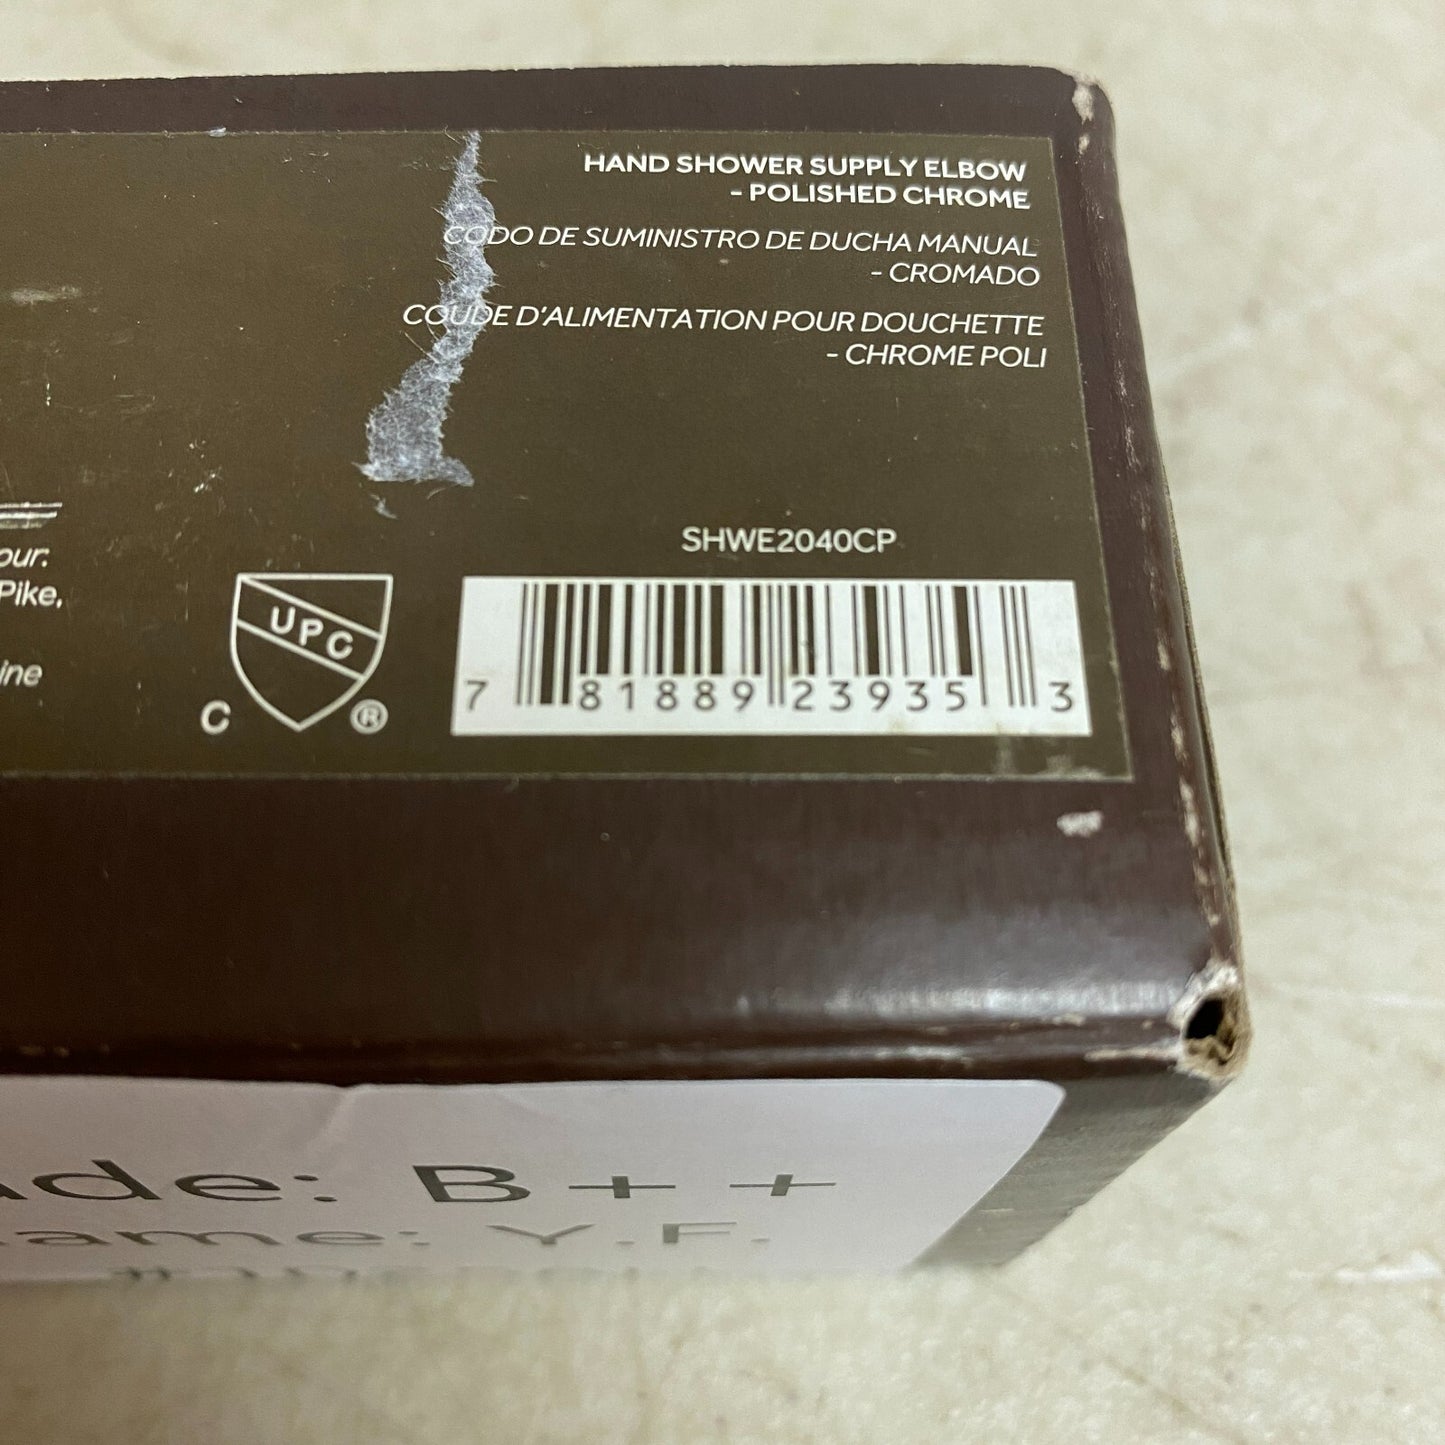 HAND SHOWER SUPPLY ELBOW
- POLISHED CHROME
CODO DE SUMINISTRO DE DUCHA MANUAL
- CROMADO
COUDE D'ALIMENTATION POUR DOUCHETTE
- CHROME POLI
SHWE2040CP
7 81889 23935 3
UPC
C ®
Pike,
B++
Y.F.